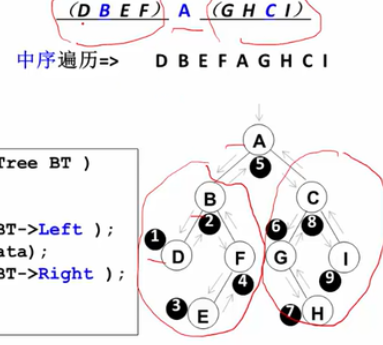 (D B E F) A (G H C I)
中序遍历=> D B E F A G H C I
Tree BT )
BT->Left );
ata);
BT->Right );
A
5
B
C
1
2
6
8
D
F
G
I
3
4
9
E
7
H